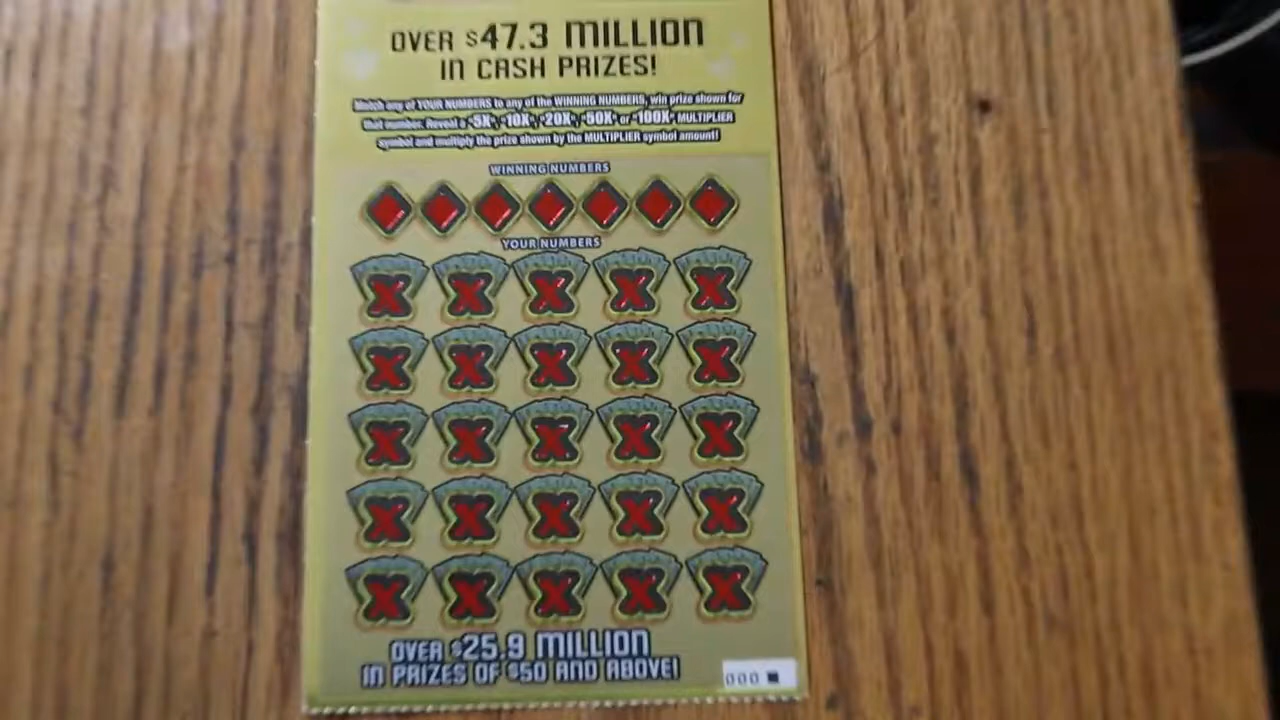 OVER $47.3 MILLION
IN CASH PRIZES!
Match any of YOUR NUMBERS to any of the WINNING NUMBERS, win prize shown for
that number. Reveal a "5X", "10X", "20X", "50X" or "100X" MULTIPLIER
symbol and multiply the prize shown by the MULTIPLIER symbol amount!
WINNING NUMBERS
YOUR NUMBERS
X X X X X
X X X X X
X X X X X
X X X X X
X X X X X
OVER $25.9 MILLION
IN PRIZES OF $50 AND ABOVE!
000